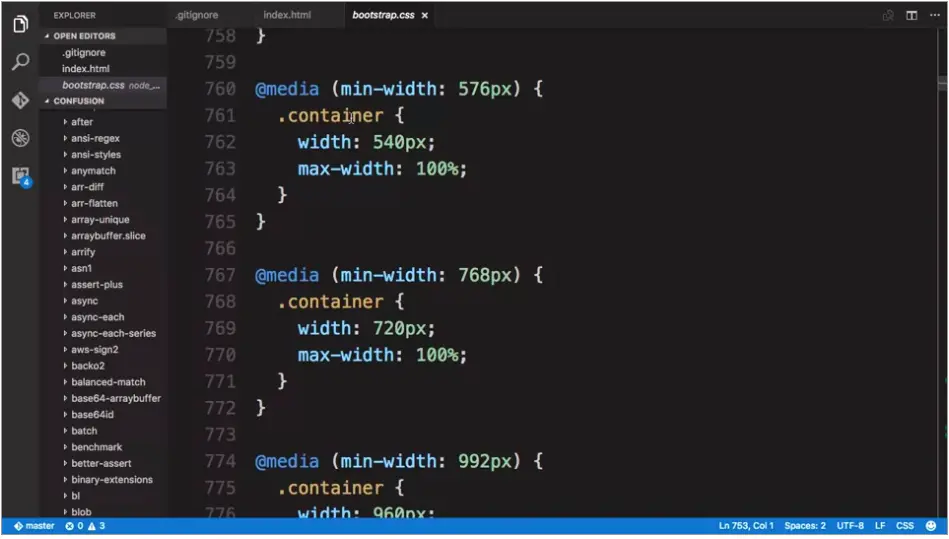 EXPLORER
.gitignore index.html bootstrap.css ×
OPEN EDITORS
.gitignore
index.html
bootstrap.css node_...
CONFUSION
after
ansi-regex
ansi-styles
anymatch
arr-diff
arr-flatten
array-unique
arraybuffer.slice
arrify
asn1
assert-plus
async
async-each
async-each-series
aws-sign2
backo2
balanced-match
base64-arraybuffer
base64id
batch
benchmark
better-assert
binary-extensions
bl
blob
4
758 }
759
760 @media (min-width: 576px) {
761 .container {
762 width: 540px;
763 max-width: 100%;
764 }
765 }
766
767 @media (min-width: 768px) {
768 .container {
769 width: 720px;
770 max-width: 100%;
771 }
772 }
773
774 @media (min-width: 992px) {
775 .container {
776 width: 960px;
master 0 3 Ln 753, Col 1 Spaces: 2 UTF-8 LF CSS